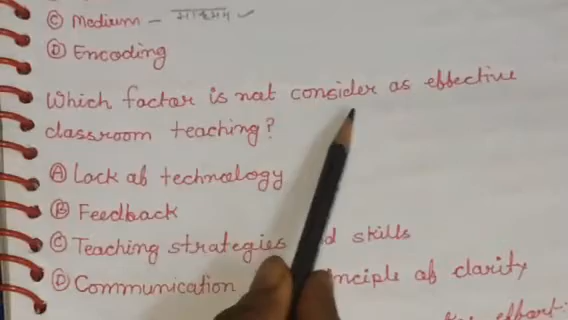 Ⓒ Medium - माध्यम ✓
Ⓓ Encoding
Which factor is not consider as effective
classroom teaching?
Ⓐ Lack of technology
Ⓑ Feedback
Ⓒ Teaching strategies skills
Ⓓ Communication of clarity
effort: